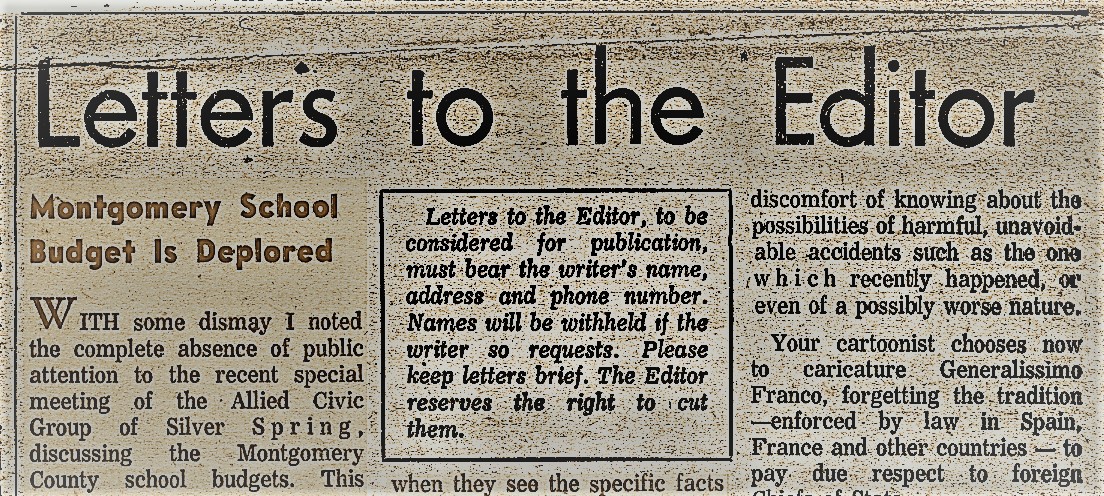 Letters to the Editor
Montgomery School
Budget Is Deplored
WITH some dismay I noted
the complete absence of public
attention to the recent special
meeting of the Allied Civic
Group of Silver Spring,
discussing the Montgomery
County school budgets. This
Letters to the Editor, to be
considered for publication,
must bear the writer's name,
address and phone number.
Names will be withheld if the
writer so requests. Please
keep letters brief. The Editor
reserves the right to cut
them.
when they see the specific facts
discomfort of knowing about the
possibilities of harmful, unavoid-
able accidents such as the one
which recently happened, or
even of a possibly worse nature.
Your cartoonist chooses now
to caricature Generalissimo
Franco, forgetting the tradition
—enforced by law in Spain,
France and other countries — to
pay due respect to foreign
Chiefs of State